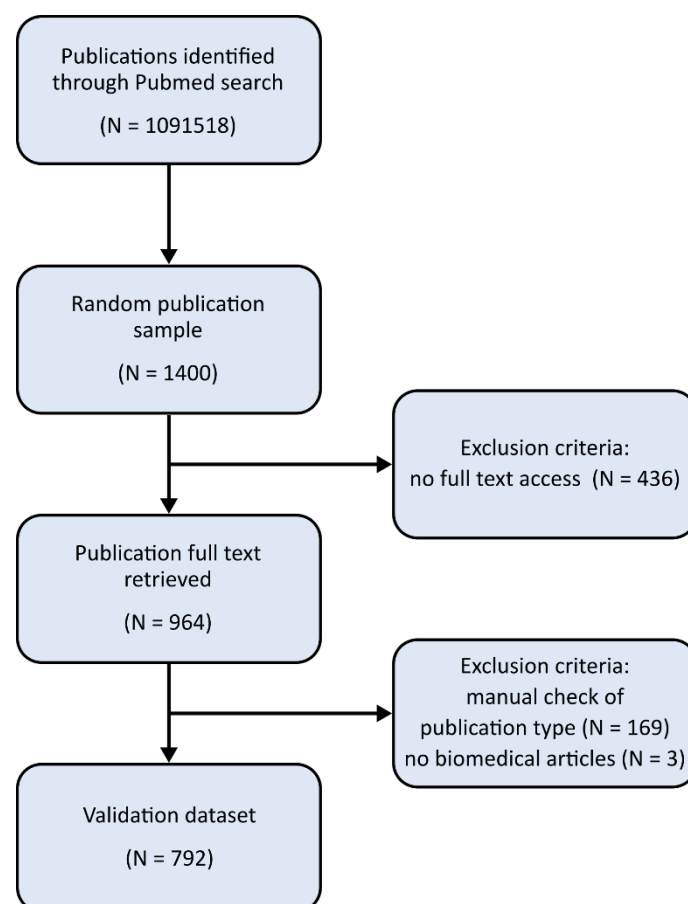 Publications identified
through Pubmed search
(N = 1091518)
Random publication
sample
(N = 1400)
Exclusion criteria:
no full text access (N = 436)
Publication full text
retrieved
(N = 964)
Exclusion criteria:
manual check of
publication type (N = 169)
no biomedical articles (N = 3)
Validation dataset
(N = 792)